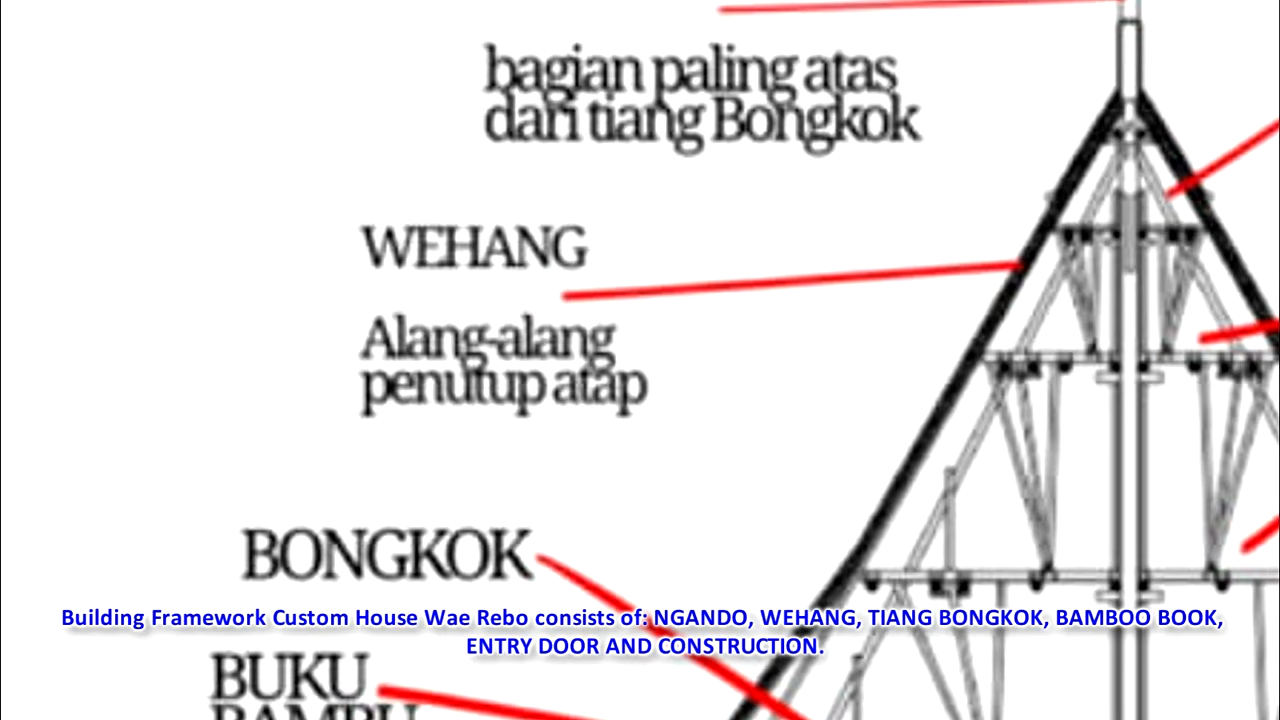 bagian paling atas
dari tiang Bongkok
WEHANG
Alang-alang
penutup atap
BONGKOK
Building Framework Custom House Wae Rebo consists of: NGANDO, WEHANG, TIANG BONGKOK, BAMBOO BOOK,
ENTRY DOOR AND CONSTRUCTION.
BUKU
BAMBU